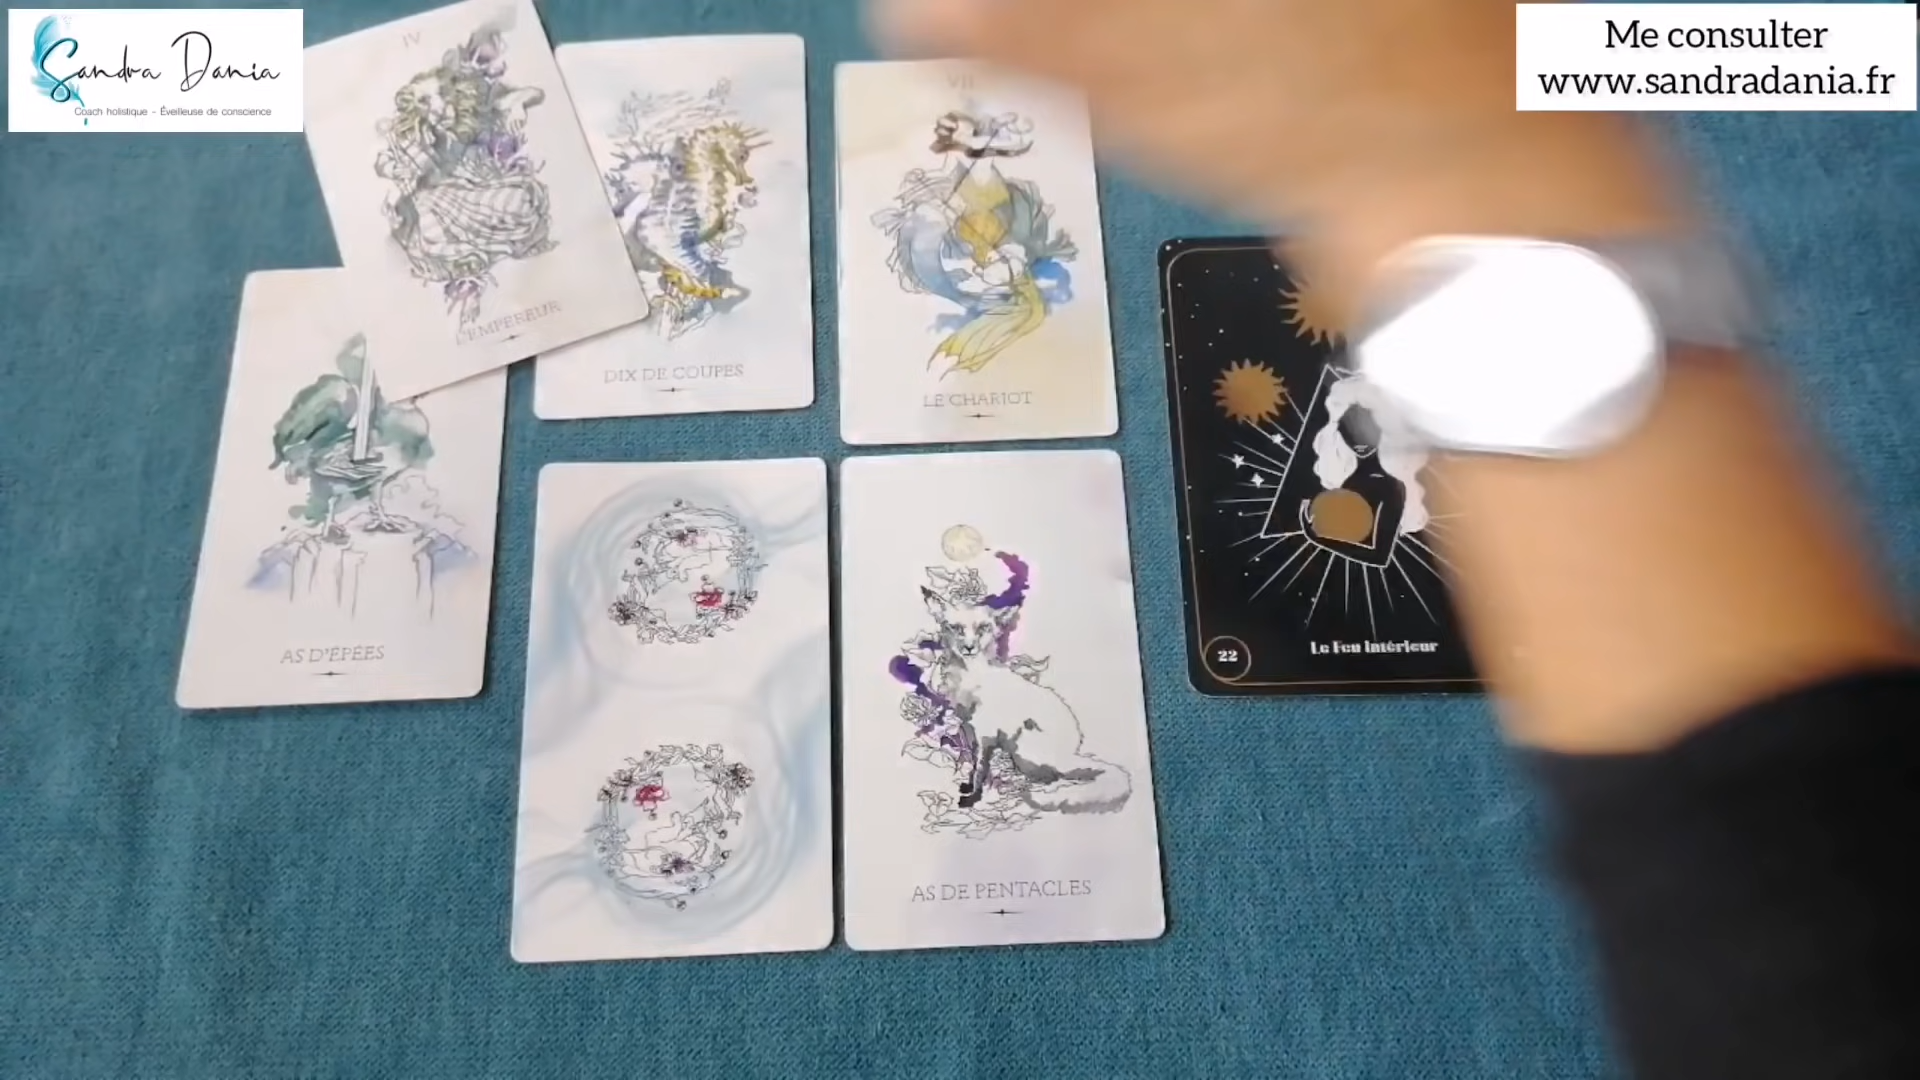 Sandra Dania
Coach holistique - Éveilleuse de conscience
Me consulter
www.sandradania.fr
IV
L'EMPEREUR
DIX DE COUPES
VII
LE CHARIOT
AS D'ÉPÉES
AS DE PENTACLES
22
Le Feu Intérieur